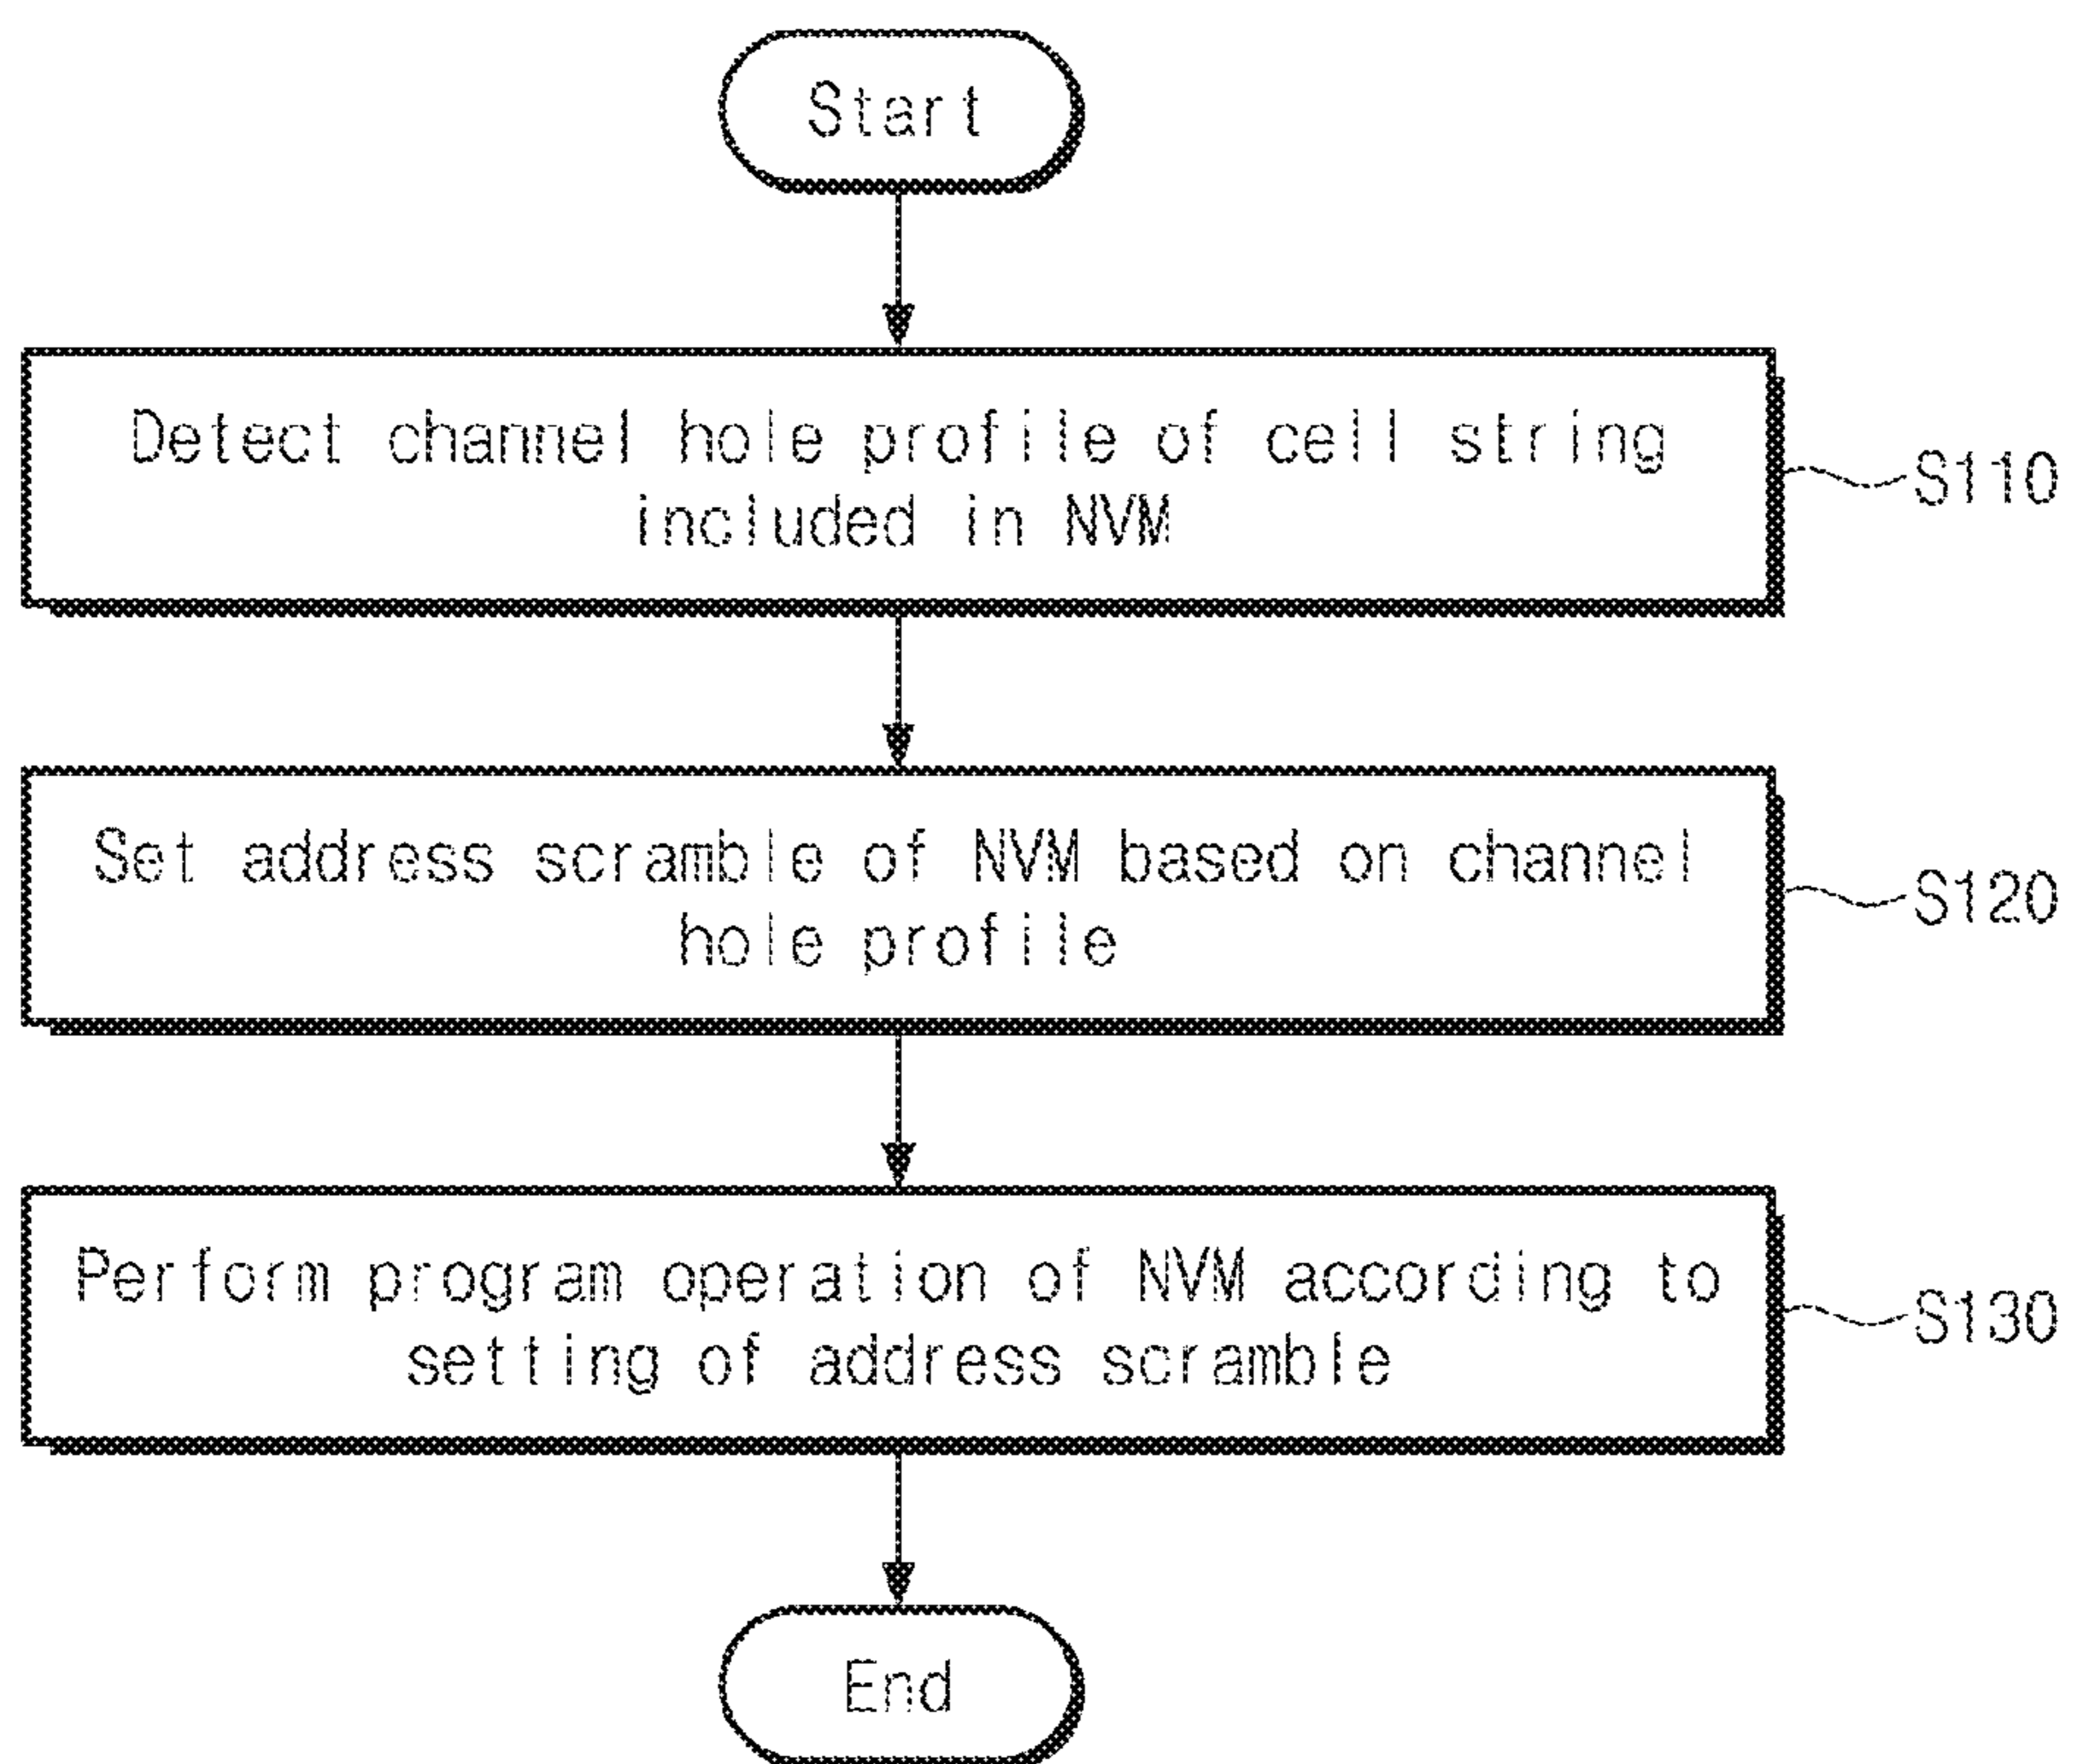 Start
Detect channel hole profile of cell string
included in NVM
S110
Set address scramble of NVM based on channel
hole profile
S120
Perform program operation of NVM according to
setting of address scramble
S130
End